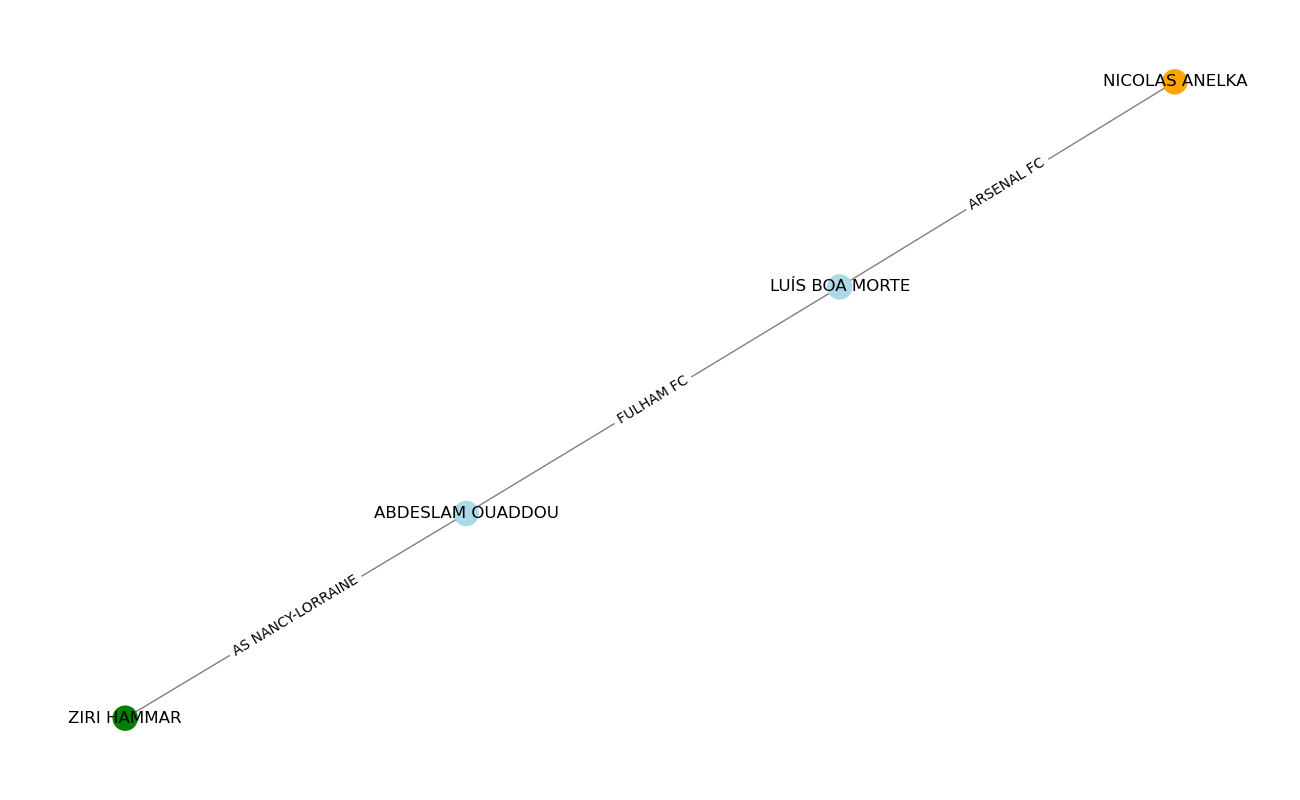 NICOLAS ANELKA
ARSENAL FC
LUÍS BOA MORTE
FULHAM FC
ABDESLAM OUADDOU
AS NANCY-LORRAINE
ZIRI HAMMAR